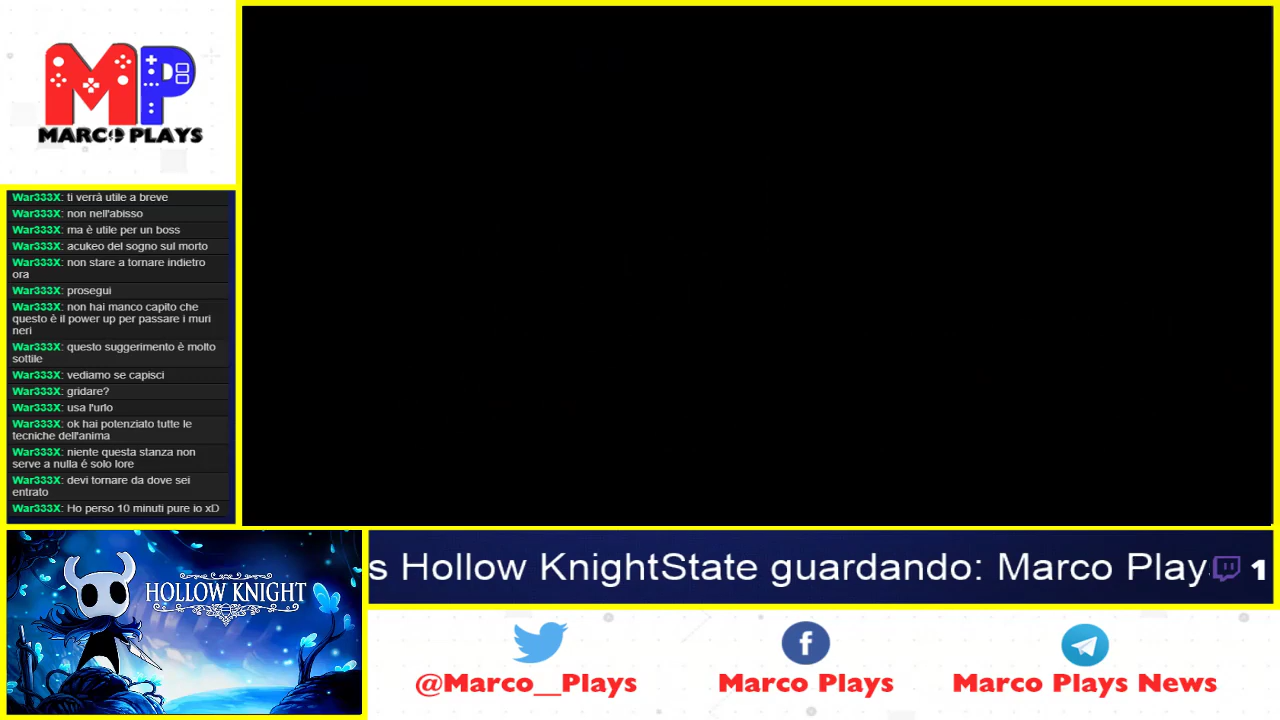 MP
MARCO PLAYS
War333X: ti verrà utile a breve
War333X: non nell'abisso
War333X: ma è utile per un boss
War333X: acukeo del sogno sul morto
War333X: non stare a tornare indietro
ora
War333X: prosegui
War333X: non hai manco capito che
questo è il power up per passare i muri
neri
War333X: questo suggerimento è molto
sottile
War333X: vediamo se capisci
War333X: gridare?
War333X: usa l'urlo
War333X: ok hai potenziato tutte le
tecniche dell'anima
War333X: niente questa stanza non
serve a nulla é solo lore
War333X: devi tornare da dove sei
entrato
War333X: Ho perso 10 minuti pure io xD
HOLLOW KNIGHT
s Hollow KnightState guardando: Marco Play
1
@Marco__Plays
Marco Plays
Marco Plays News